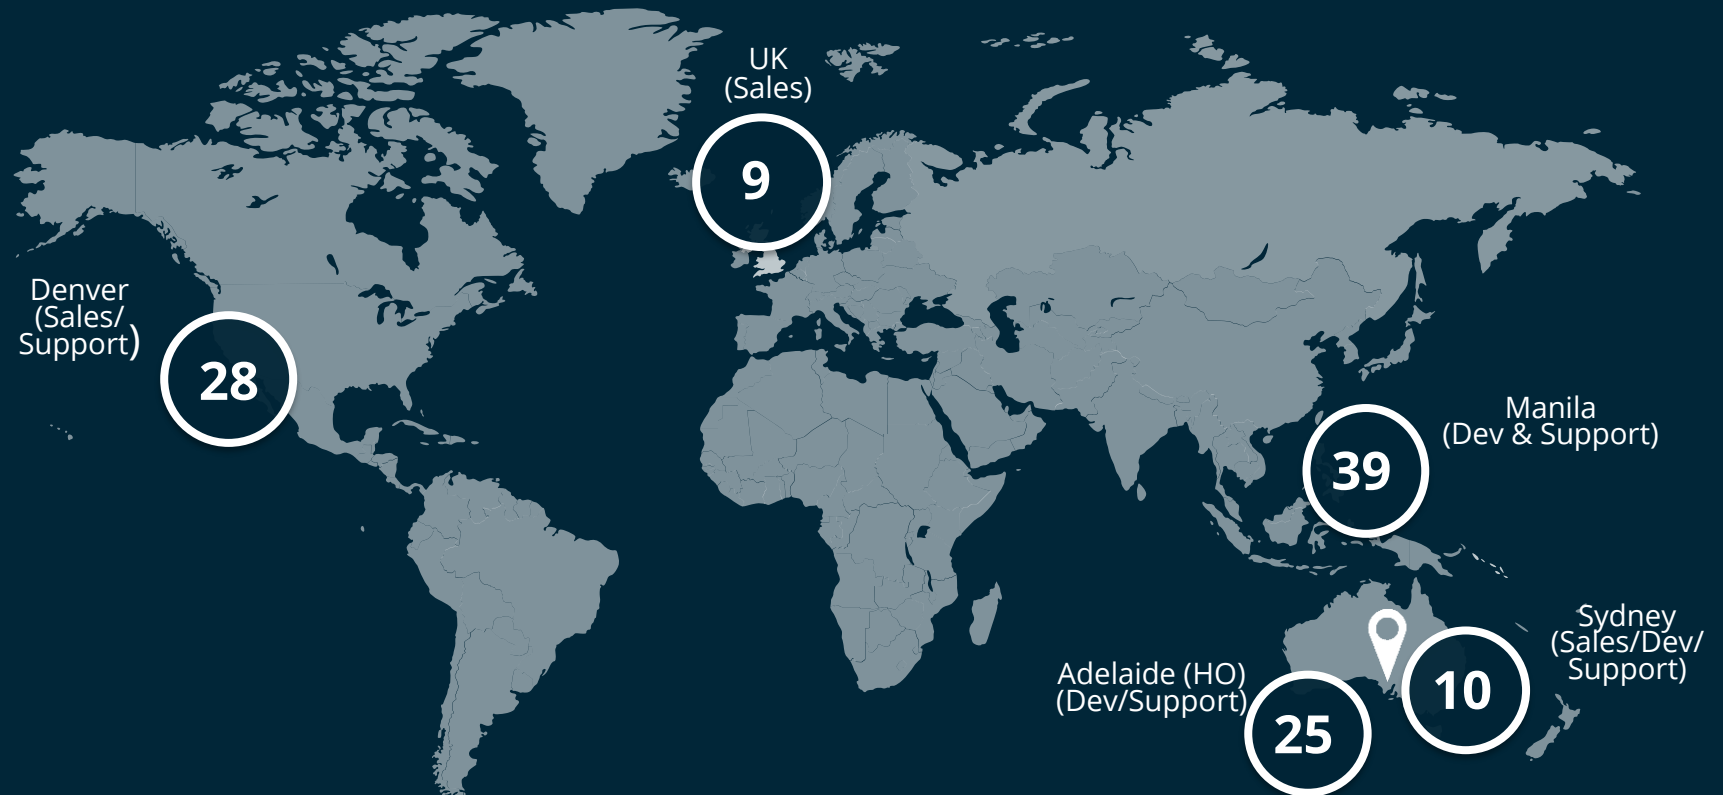 UK
(Sales)
9
Denver
(Sales/
Support)
28
Manila
(Dev & Support)
39
Sydney
(Sales/Dev/
Support)
10
Adelaide (HO)
(Dev/Support)
25